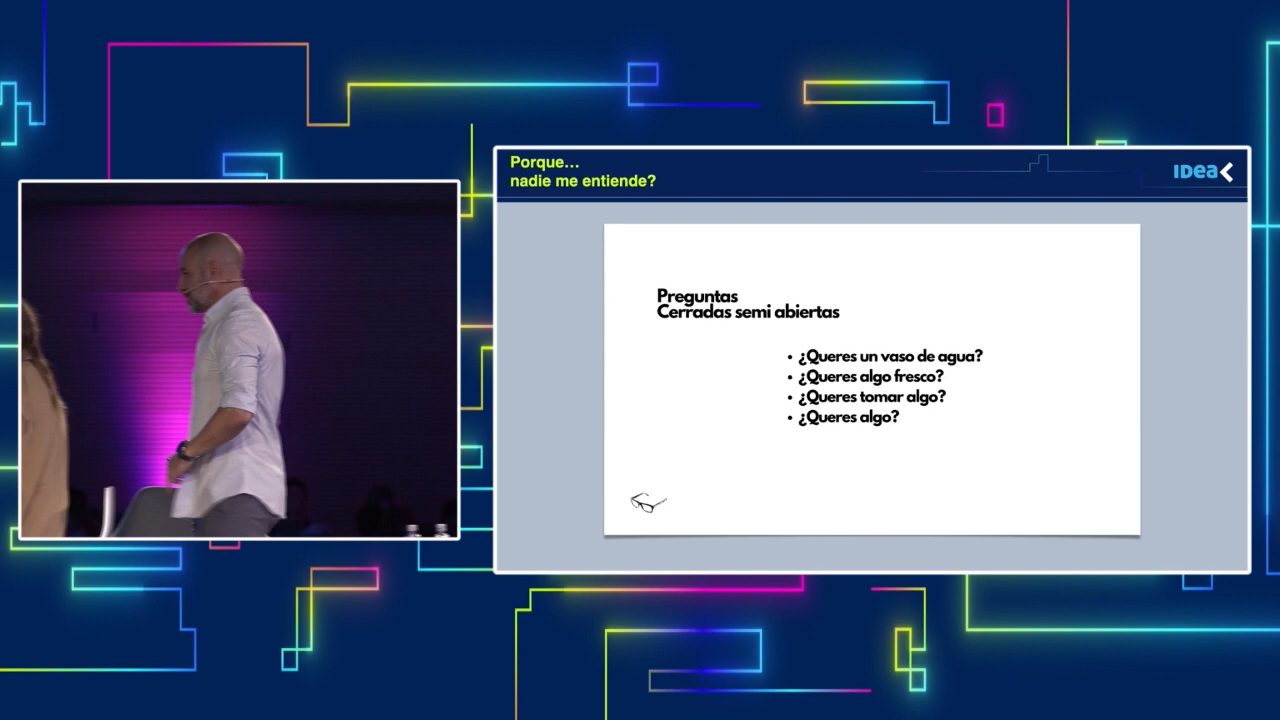 Porque...
nadie me entiende?
IDEA
Preguntas
Cerradas semi abiertas
• ¿Queres un vaso de agua?
• ¿Queres algo fresco?
• ¿Queres tomar algo?
• ¿Queres algo?